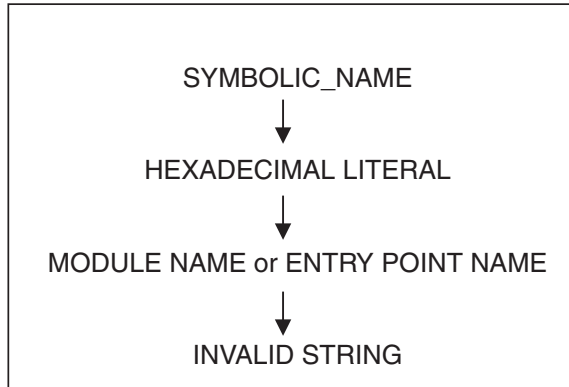 SYMBOLIC_NAME
HEXADECIMAL LITERAL
MODULE NAME or ENTRY POINT NAME
INVALID STRING